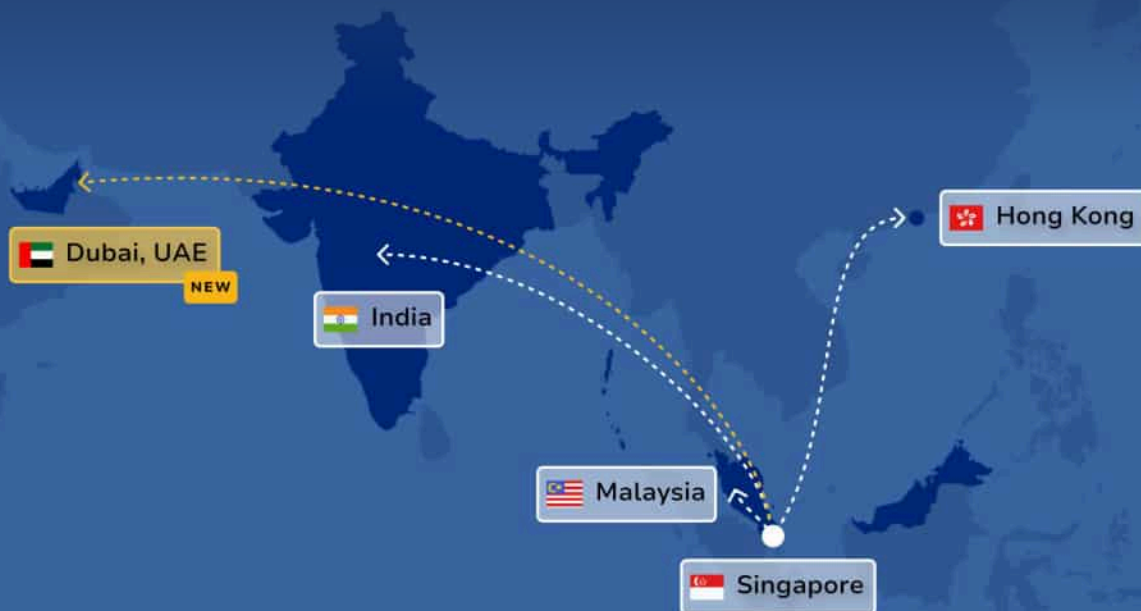 Hong Kong
Dubai, UAE
NEW
India
Malaysia
Singapore